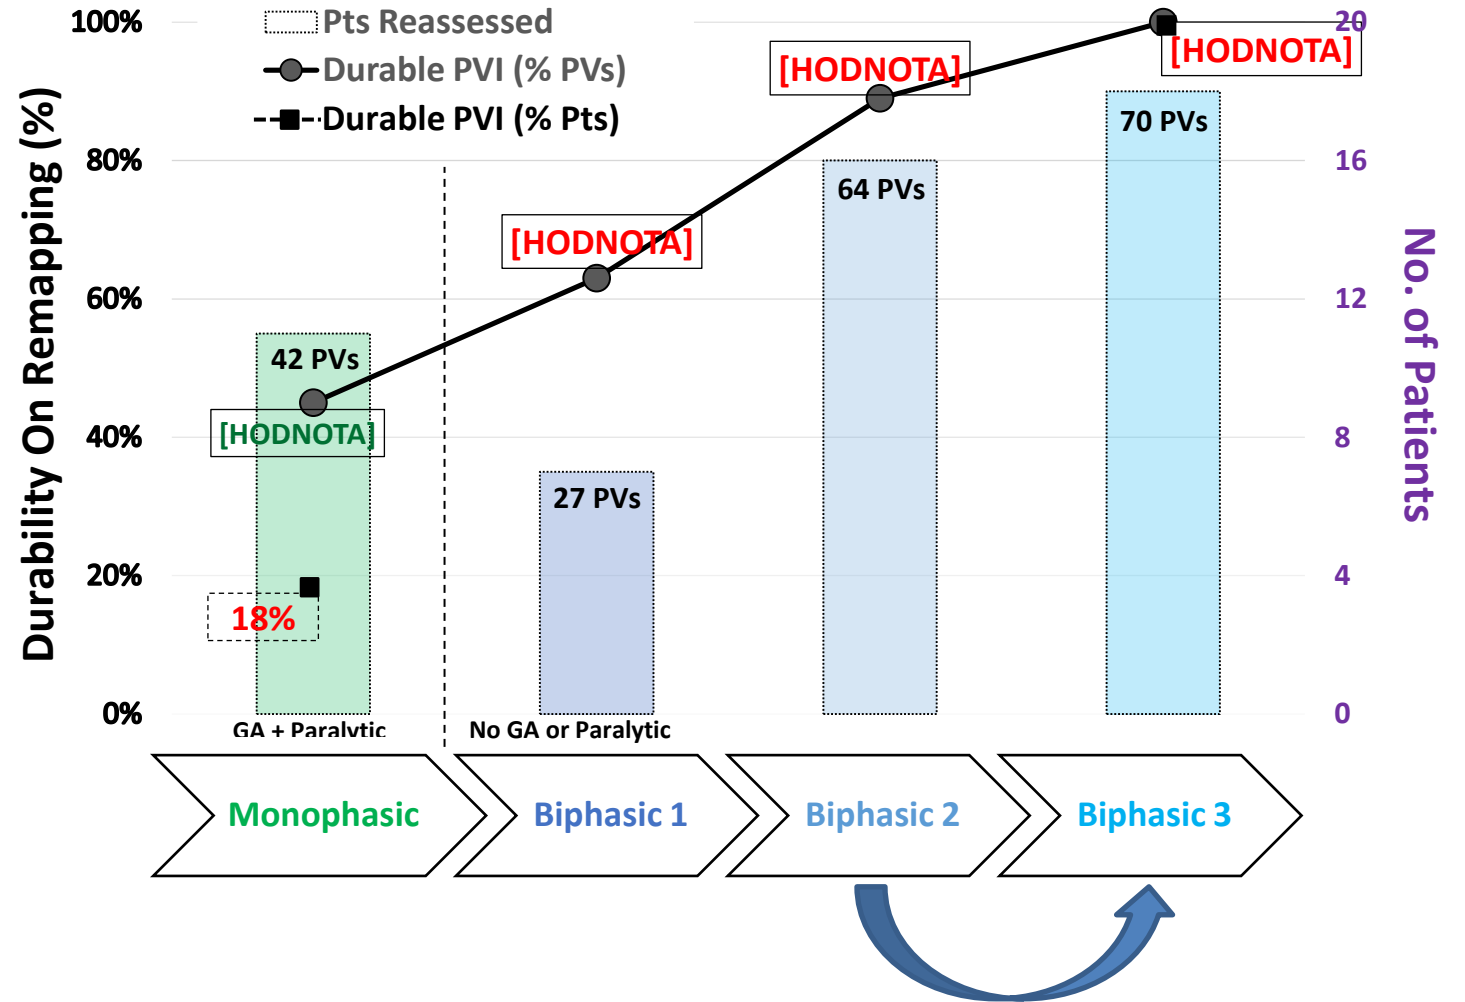 Pts Reassessed
Durable PVI (% PVs)
Durable PVI (% Pts)
Durability On Remapping (%)
100%
80%
60%
40%
20%
0%
20
16
12
8
4
0
No. of Patients
[HODNOTA]
[HODNOTA]
[HODNOTA]
[HODNOTA]
18%
42 PVs
27 PVs
64 PVs
70 PVs
GA + Paralytic
No GA or Paralytic
Monophasic
Biphasic 1
Biphasic 2
Biphasic 3